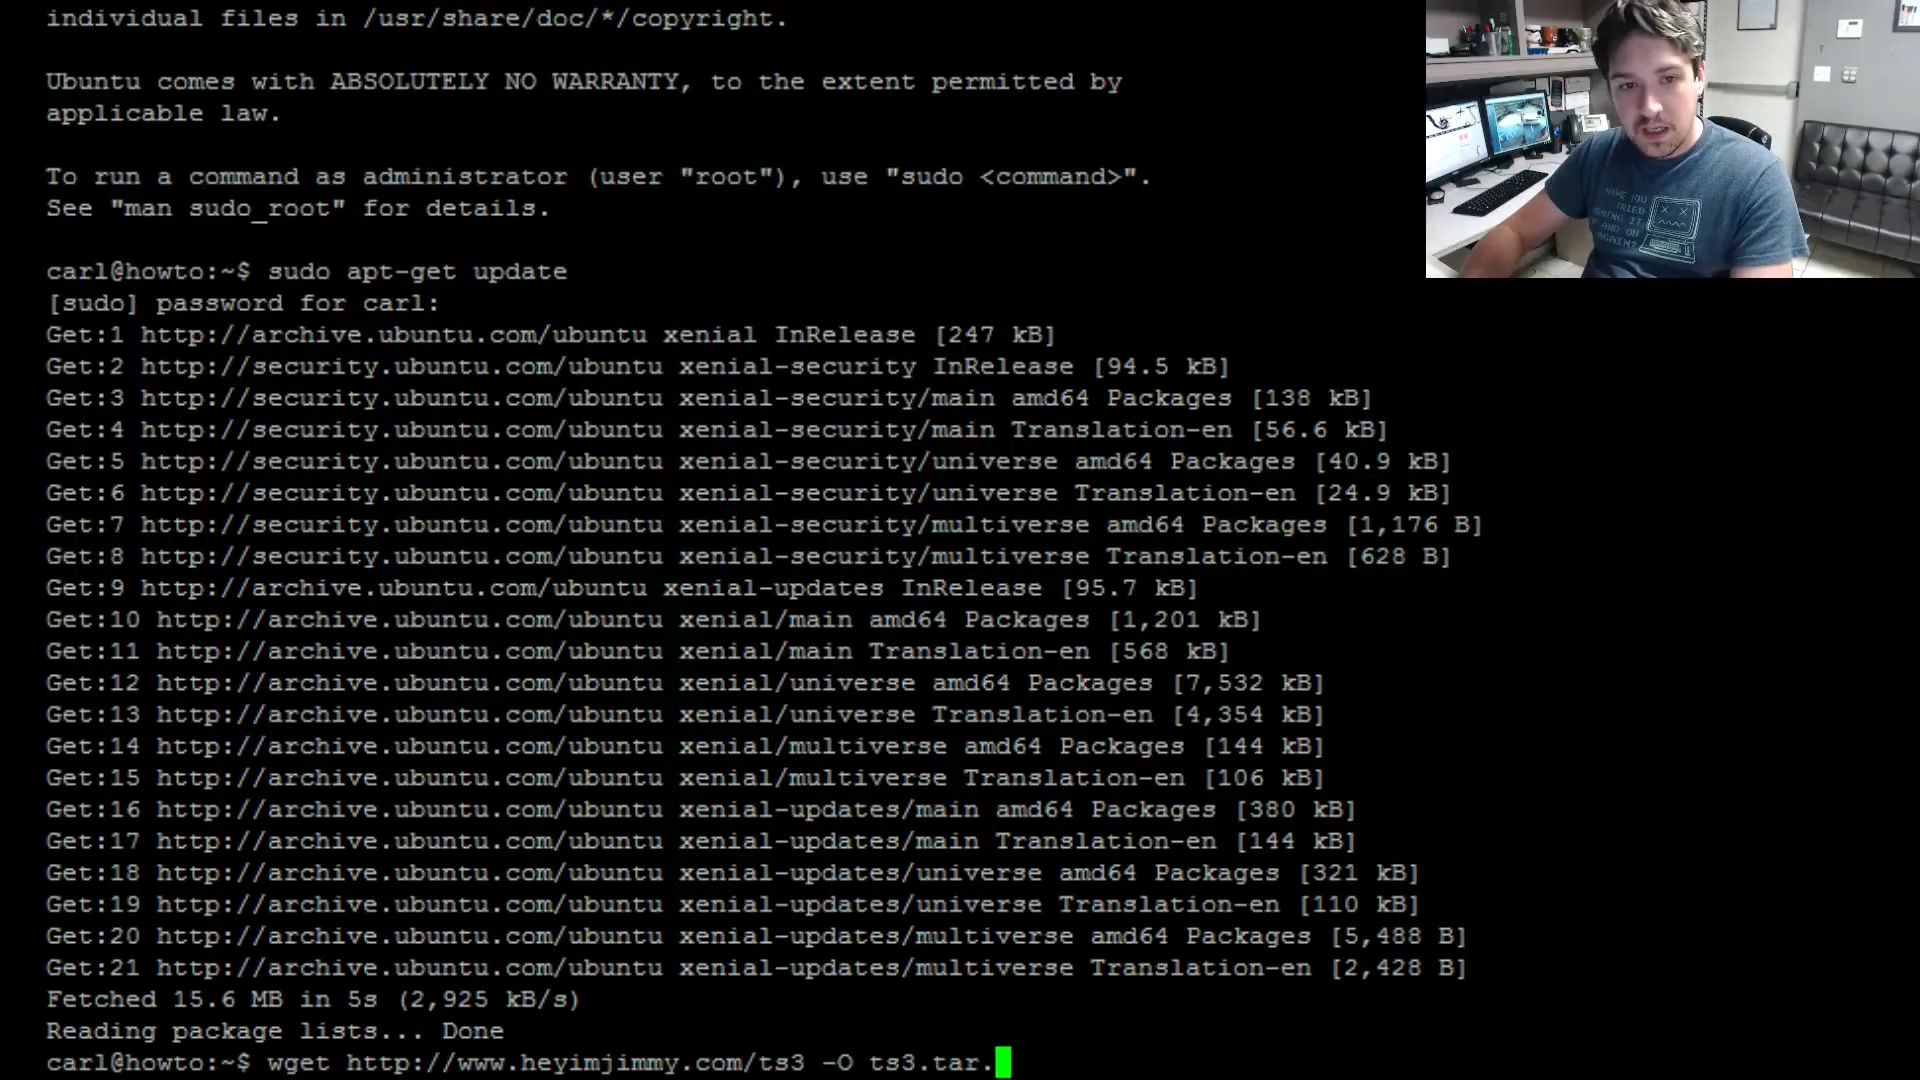 individual files in /usr/share/doc/*/copyright.
Ubuntu comes with ABSOLUTELY NO WARRANTY, to the extent permitted by
applicable law.
To run a command as administrator (user "root"), use "sudo <command>".
See "man sudo_root" for details.
carl@howto:~$ sudo apt-get update
[sudo] password for carl:
Get:1 http://archive.ubuntu.com/ubuntu xenial InRelease [247 kB]
Get:2 http://security.ubuntu.com/ubuntu xenial-security InRelease [94.5 kB]
Get:3 http://security.ubuntu.com/ubuntu xenial-security/main amd64 Packages [138 kB]
Get:4 http://security.ubuntu.com/ubuntu xenial-security/main Translation-en [56.6 kB]
Get:5 http://security.ubuntu.com/ubuntu xenial-security/universe amd64 Packages [40.9 kB]
Get:6 http://security.ubuntu.com/ubuntu xenial-security/universe Translation-en [24.9 kB]
Get:7 http://security.ubuntu.com/ubuntu xenial-security/multiverse amd64 Packages [1,176 B]
Get:8 http://security.ubuntu.com/ubuntu xenial-security/multiverse Translation-en [628 B]
Get:9 http://archive.ubuntu.com/ubuntu xenial-updates InRelease [95.7 kB]
Get:10 http://archive.ubuntu.com/ubuntu xenial/main amd64 Packages [1,201 kB]
Get:11 http://archive.ubuntu.com/ubuntu xenial/main Translation-en [568 kB]
Get:12 http://archive.ubuntu.com/ubuntu xenial/universe amd64 Packages [7,532 kB]
Get:13 http://archive.ubuntu.com/ubuntu xenial/universe Translation-en [4,354 kB]
Get:14 http://archive.ubuntu.com/ubuntu xenial/multiverse amd64 Packages [144 kB]
Get:15 http://archive.ubuntu.com/ubuntu xenial/multiverse Translation-en [106 kB]
Get:16 http://archive.ubuntu.com/ubuntu xenial-updates/main amd64 Packages [380 kB]
Get:17 http://archive.ubuntu.com/ubuntu xenial-updates/main Translation-en [144 kB]
Get:18 http://archive.ubuntu.com/ubuntu xenial-updates/universe amd64 Packages [321 kB]
Get:19 http://archive.ubuntu.com/ubuntu xenial-updates/universe Translation-en [110 kB]
Get:20 http://archive.ubuntu.com/ubuntu xenial-updates/multiverse amd64 Packages [5,488 B]
Get:21 http://archive.ubuntu.com/ubuntu xenial-updates/multiverse Translation-en [2,428 B]
Fetched 15.6 MB in 5s (2,925 kB/s)
Reading package lists... Done
carl@howto:~$ wget http://www.heyimjimmy.com/ts3 -O ts3.tar.
HAVE YOU
TRIED
IT
AND ON
AGAIN?